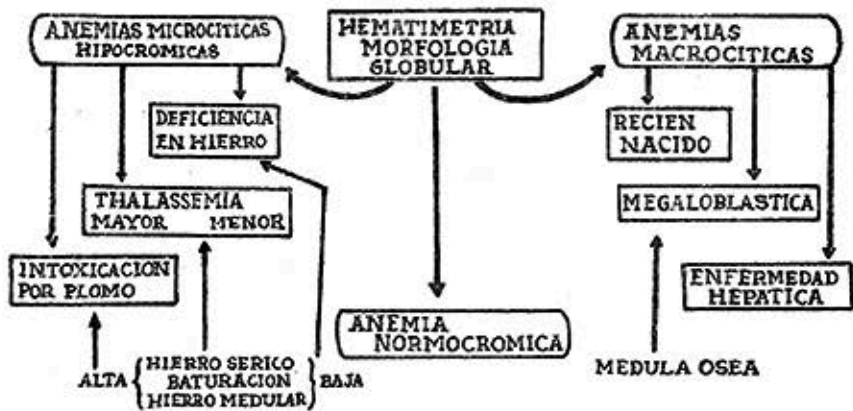 ANEMIAS MICROCITICAS
HIPOCROMICAS
HEMATIMETRIA
MORFOLOGIA
GLOBULAR
ANEMIAS
MACROCITICAS
DEFICIENCIA
EN HIERRO
RECIEN
NACIDO
THALASSEMIA
MAYOR MENOR
MEGALOBLASTICA
INTOXICACION
POR PLOMO
ENFERMEDAD
HEPATICA
ANEMIA
NORMOCROMICA
ALTA { HIERRO SERICO
BATURACION
HIERRO MEDULAR } BAJA
MEDULA OSEA